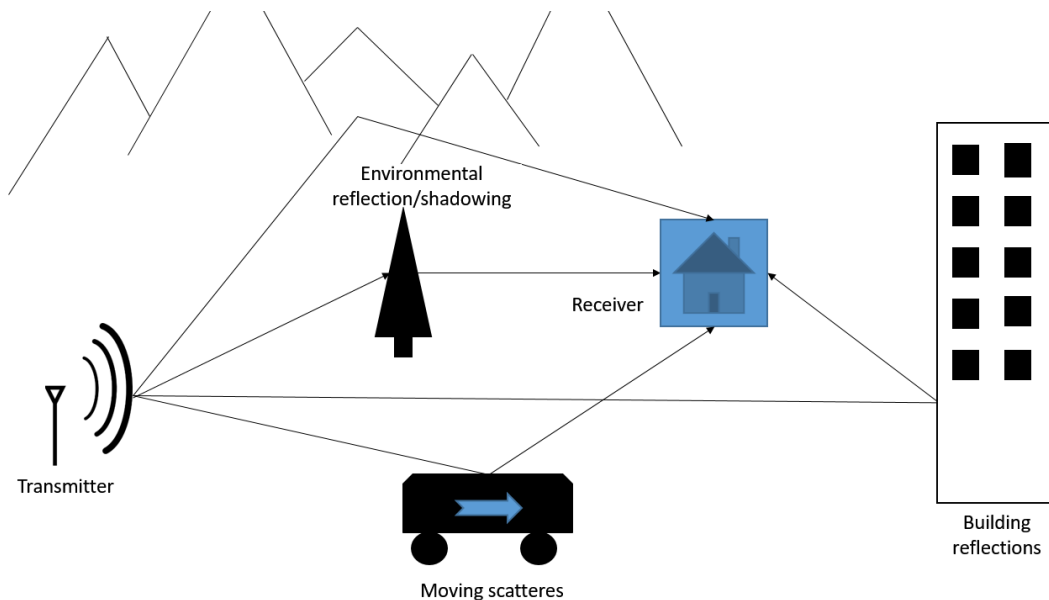 Environmental
reflection/shadowing
Receiver
Transmitter
Building
reflections
Moving scatteres